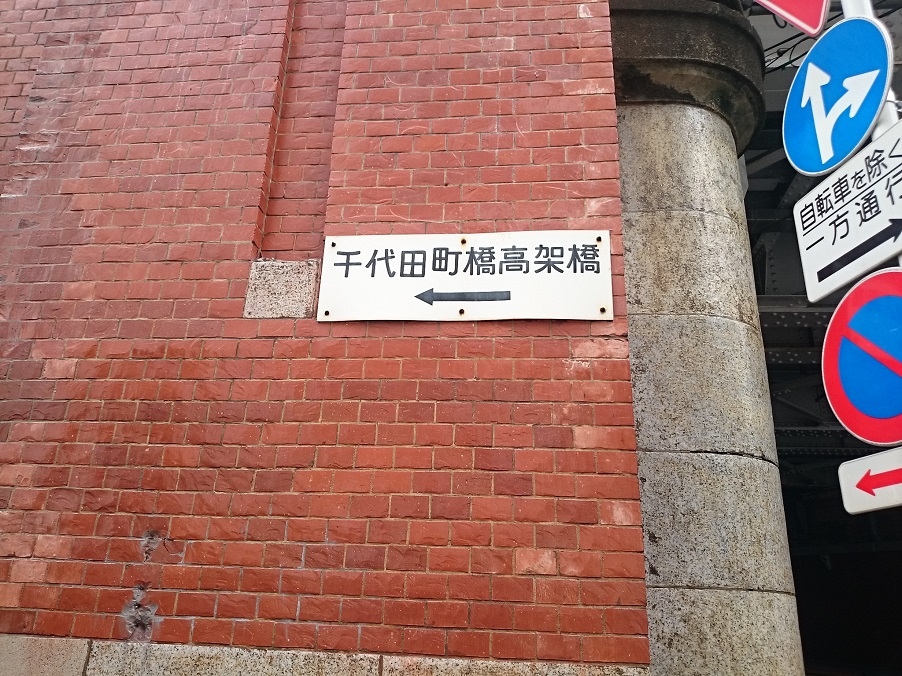 千代田町橋高架橋
自転車を除く
一方通行